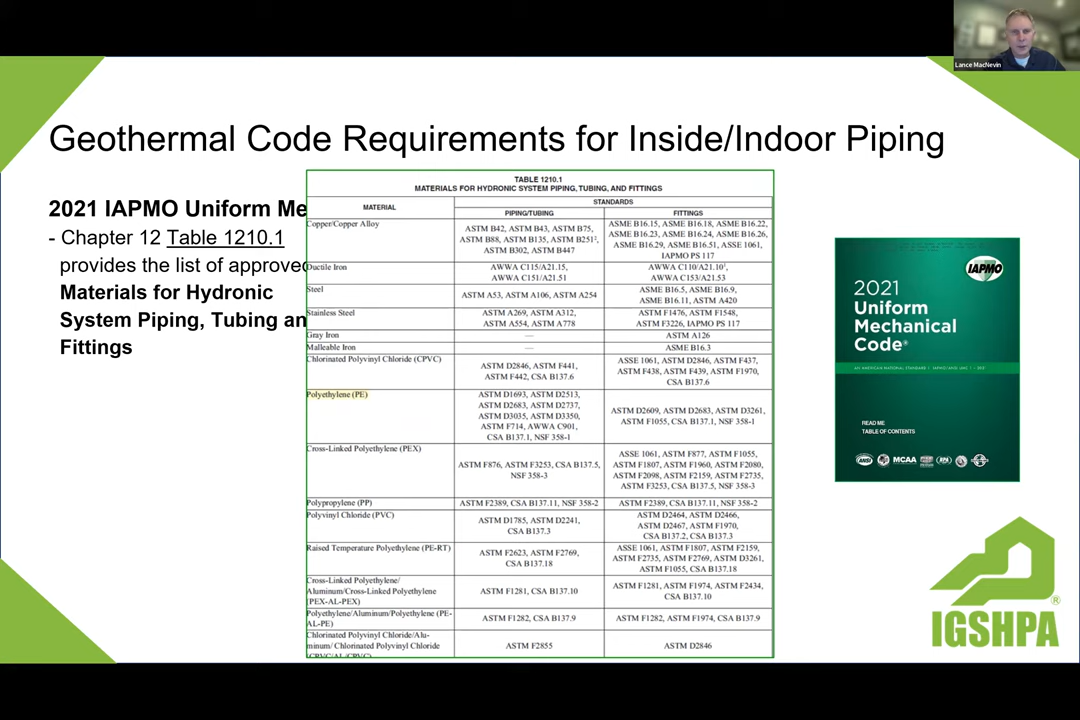 Lance MacNevin
Geothermal Code Requirements for Inside/Indoor Piping
2021 IAPMO Uniform Me
- Chapter 12 Table 1210.1
provides the list of approved
Materials for Hydronic
System Piping, Tubing an
Fittings
TABLE 1210.1
MATERIALS FOR HYDRONIC SYSTEM PIPING, TUBING, AND FITTINGS
MATERIAL
STANDARDS
PIPING/TUBING
FITTINGS
Copper/Copper Alloy
ASTM B42, ASTM B43, ASTM B75,
ASTM B88, ASTM B135, ASTM B251²,
ASTM B302, ASTM B447
ASME B16.15, ASME B16.18, ASME B16.22,
ASME B16.23, ASME B16.24, ASME B16.26,
ASME B16.29, ASME B16.51, ASSE 1061,
IAPMO PS 117
Ductile Iron
AWWA C115/A21.15,
AWWA C151/A21.51
AWWA C110/A21.10¹,
AWWA C153/A21.53
Steel
ASTM A53, ASTM A106, ASTM A254
ASME B16.5, ASME B16.9,
ASME B16.11, ASTM A420
Stainless Steel
ASTM A269, ASTM A312,
ASTM A554, ASTM A778
ASTM F1476, ASTM F1548,
ASTM F3226, IAPMO PS 117
Gray Iron
—
ASTM A126
Malleable Iron
—
ASME B16.3
Chlorinated Polyvinyl Chloride (CPVC)
ASTM D2846, ASTM F441,
ASTM F442, CSA B137.6
ASSE 1061, ASTM D2846, ASTM F437,
ASTM F438, ASTM F439, ASTM F1970,
CSA B137.6
Polyethylene (PE)
ASTM D1693, ASTM D2513,
ASTM D2683, ASTM D2737,
ASTM D3035, ASTM D3350,
ASTM F714, AWWA C901,
CSA B137.1, NSF 358-1
ASTM D2609, ASTM D2683, ASTM D3261,
ASTM F1055, CSA B137.1, NSF 358-1
Cross-Linked Polyethylene (PEX)
ASTM F876, ASTM F3253, CSA B137.5,
NSF 358-3
ASSE 1061, ASTM F877, ASTM F1055,
ASTM F1807, ASTM F1960, ASTM F2080,
ASTM F2098, ASTM F2159, ASTM F2735,
ASTM F3253, CSA B137.5, NSF 358-3
Polypropylene (PP)
ASTM F2389, CSA B137.11, NSF 358-2
ASTM F2389, CSA B137.11, NSF 358-2
Polyvinyl Chloride (PVC)
ASTM D1785, ASTM D2241,
CSA B137.3
ASTM D2464, ASTM D2466,
ASTM D2467, ASTM F1970,
CSA B137.2, CSA B137.3
Raised Temperature Polyethylene (PE-RT)
ASTM F2623, ASTM F2769,
CSA B137.18
ASSE 1061, ASTM F1807, ASTM F2159,
ASTM F2735, ASTM F2769, ASTM D3261,
ASTM F1055, CSA B137.18
Cross-Linked Polyethylene/
Aluminum/Cross-Linked Polyethylene
(PEX-AL-PEX)
ASTM F1281, CSA B137.10
ASTM F1281, ASTM F1974, ASTM F2434,
CSA B137.10
Polyethylene/Aluminum/Polyethylene (PE-
AL-PE)
ASTM F1282, CSA B137.9
ASTM F1282, ASTM F1974, CSA B137.9
Chlorinated Polyvinyl Chloride/Alu-
minum/ Chlorinated Polyvinyl Chloride
(CPVC/AL/CPVC)
ASTM F2855
ASTM D2846
IAPMO
2021
Uniform
Mechanical
Code®
READ ME
TABLE OF CONTENTS
MCAA
IGSHPA®